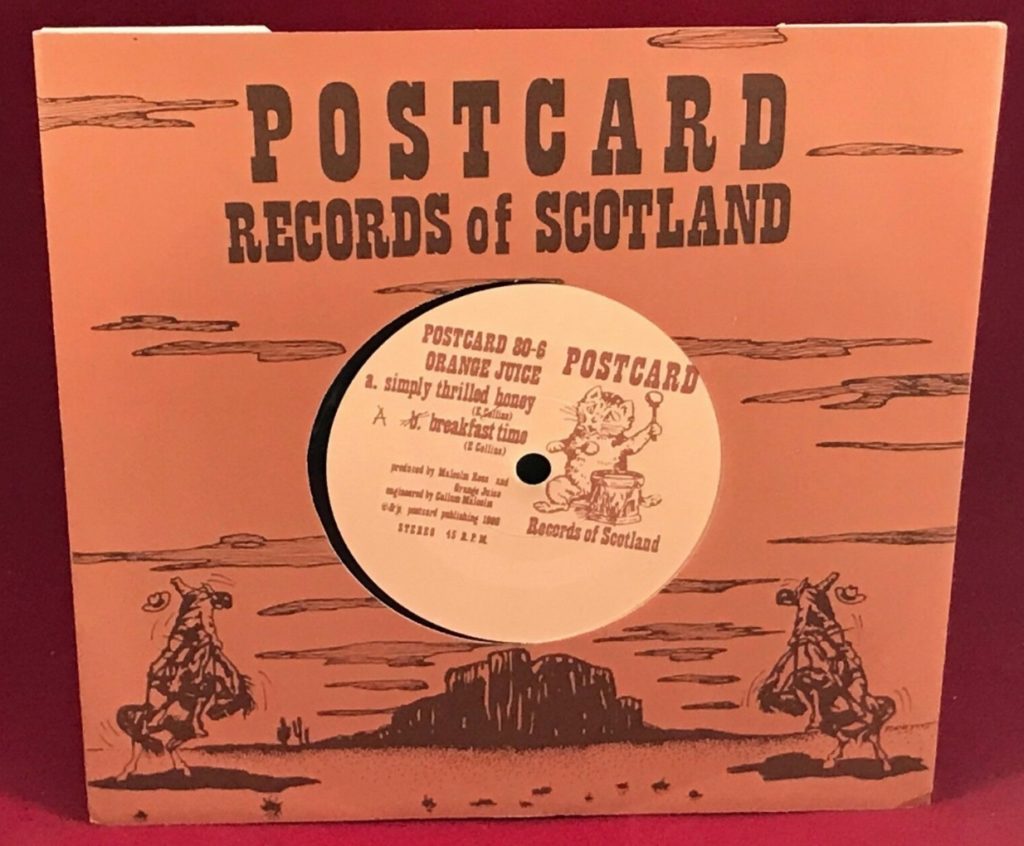 POSTCARD
RECORDS of SCOTLAND
POSTCARD 80-6
ORANGE JUICE
a. simply thrilled honey
(E. Collins)
A b. breakfast time
(E Collins)
produced by Malcolm Ross and
Orange Juice
engineered by Callum Malcolm
postcard publishing 1980
STEREO 45 R.P.M.
POSTCARD
Records of Scotland